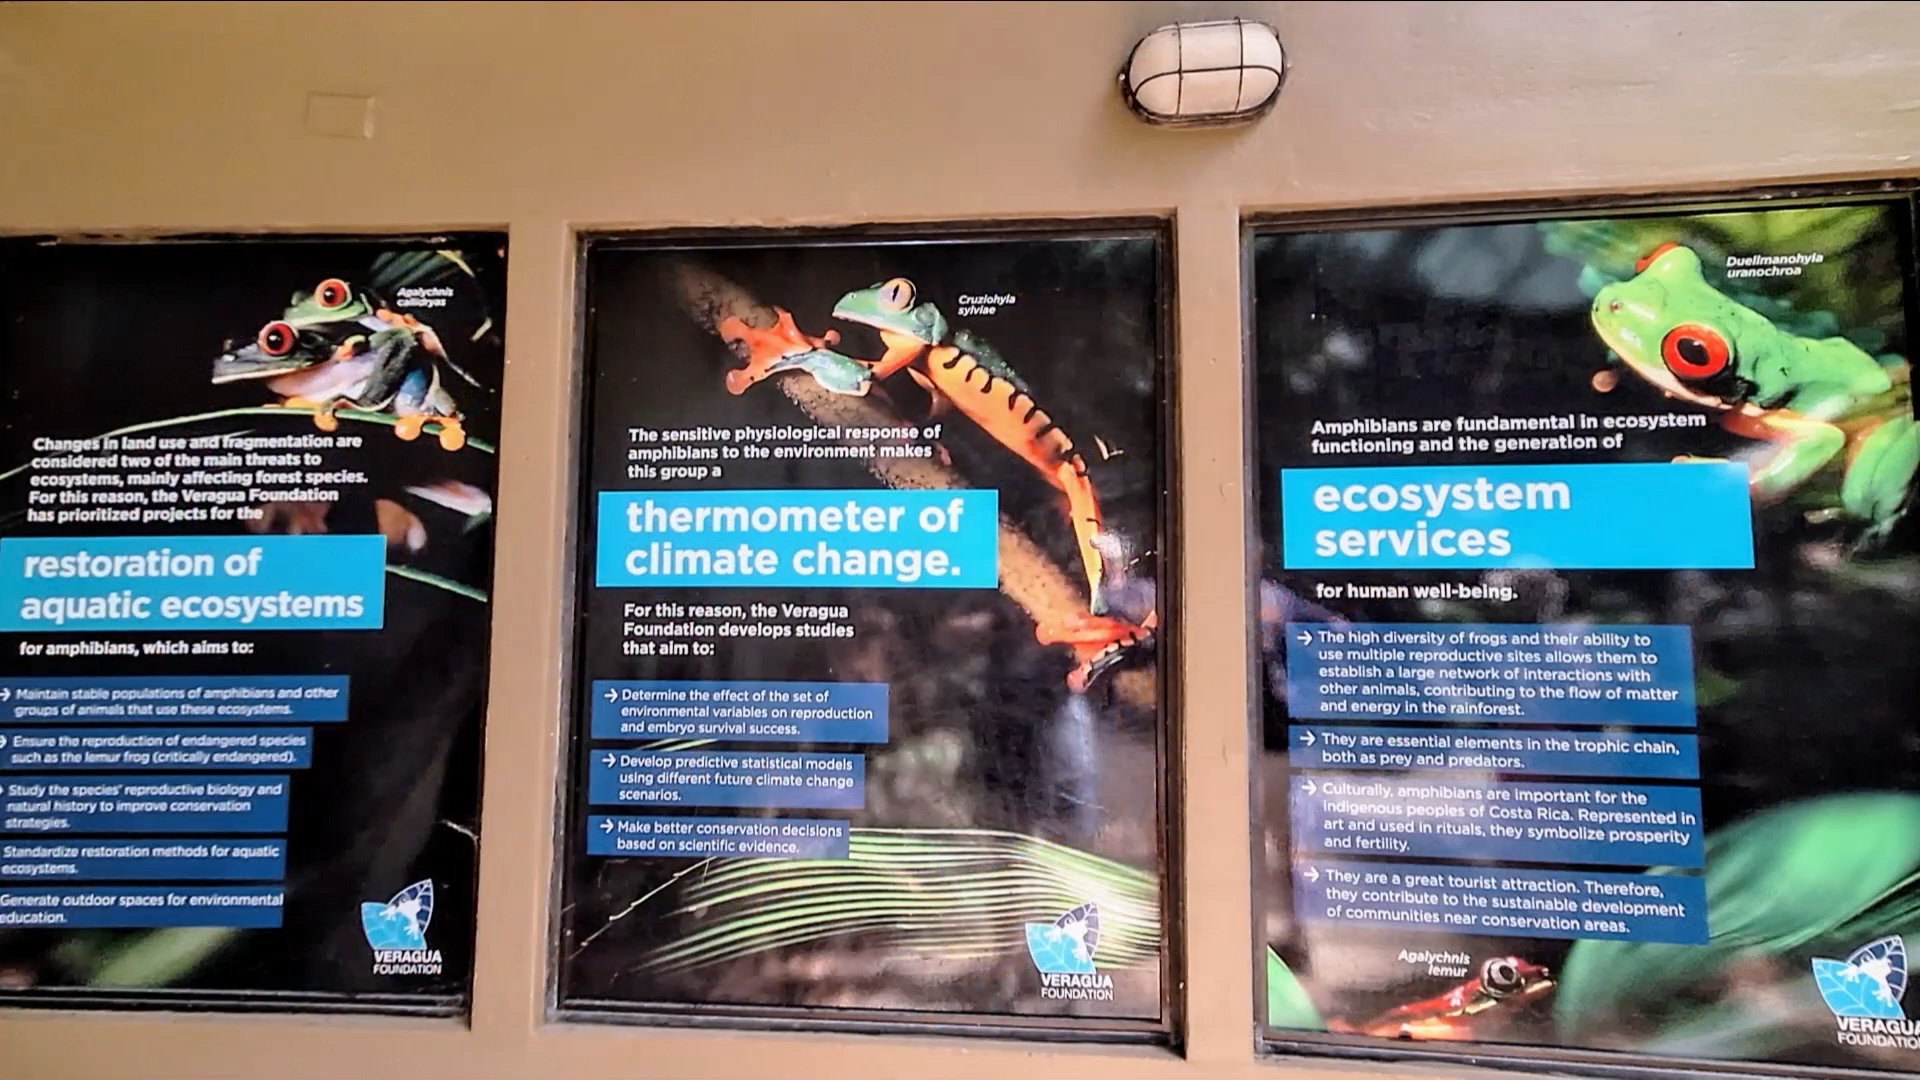 Agalychnis
callidryas
Changes in land use and fragmentation are
considered two of the main threats to
ecosystems, mainly affecting forest species.
For this reason, the Veragua Foundation
has prioritized projects for the
restoration of
aquatic ecosystems
for amphibians, which aims to:
→ Maintain stable populations of amphibians and other
groups of animals that use these ecosystems.
→ Ensure the reproduction of endangered species
such as the lemur frog (critically endangered).
→ Study the species' reproductive biology and
natural history to improve conservation
strategies.
Standardize restoration methods for aquatic
ecosystems.
Generate outdoor spaces for environmental
education.
VERAGUA
FOUNDATION
Cruziohyla
sylviae
The sensitive physiological response of
amphibians to the environment makes
this group a
thermometer of
climate change.
For this reason, the Veragua
Foundation develops studies
that aim to:
→ Determine the effect of the set of
environmental variables on reproduction
and embryo survival success.
→ Develop predictive statistical models
using different future climate change
scenarios.
→ Make better conservation decisions
based on scientific evidence.
VERAGUA
FOUNDATION
Duellmanohyla
uranochroa
Amphibians are fundamental in ecosystem
functioning and the generation of
ecosystem
services
for human well-being.
→ The high diversity of frogs and their ability to
use multiple reproductive sites allows them to
establish a large network of interactions with
other animals, contributing to the flow of matter
and energy in the rainforest.
→ They are essential elements in the trophic chain,
both as prey and predators.
→ Culturally, amphibians are important for the
indigenous peoples of Costa Rica. Represented in
art and used in rituals, they symbolize prosperity
and fertility.
→ They are a great tourist attraction. Therefore,
they contribute to the sustainable development
of communities near conservation areas.
Agalychnis
lemur
VERAGUA
FOUNDATIO